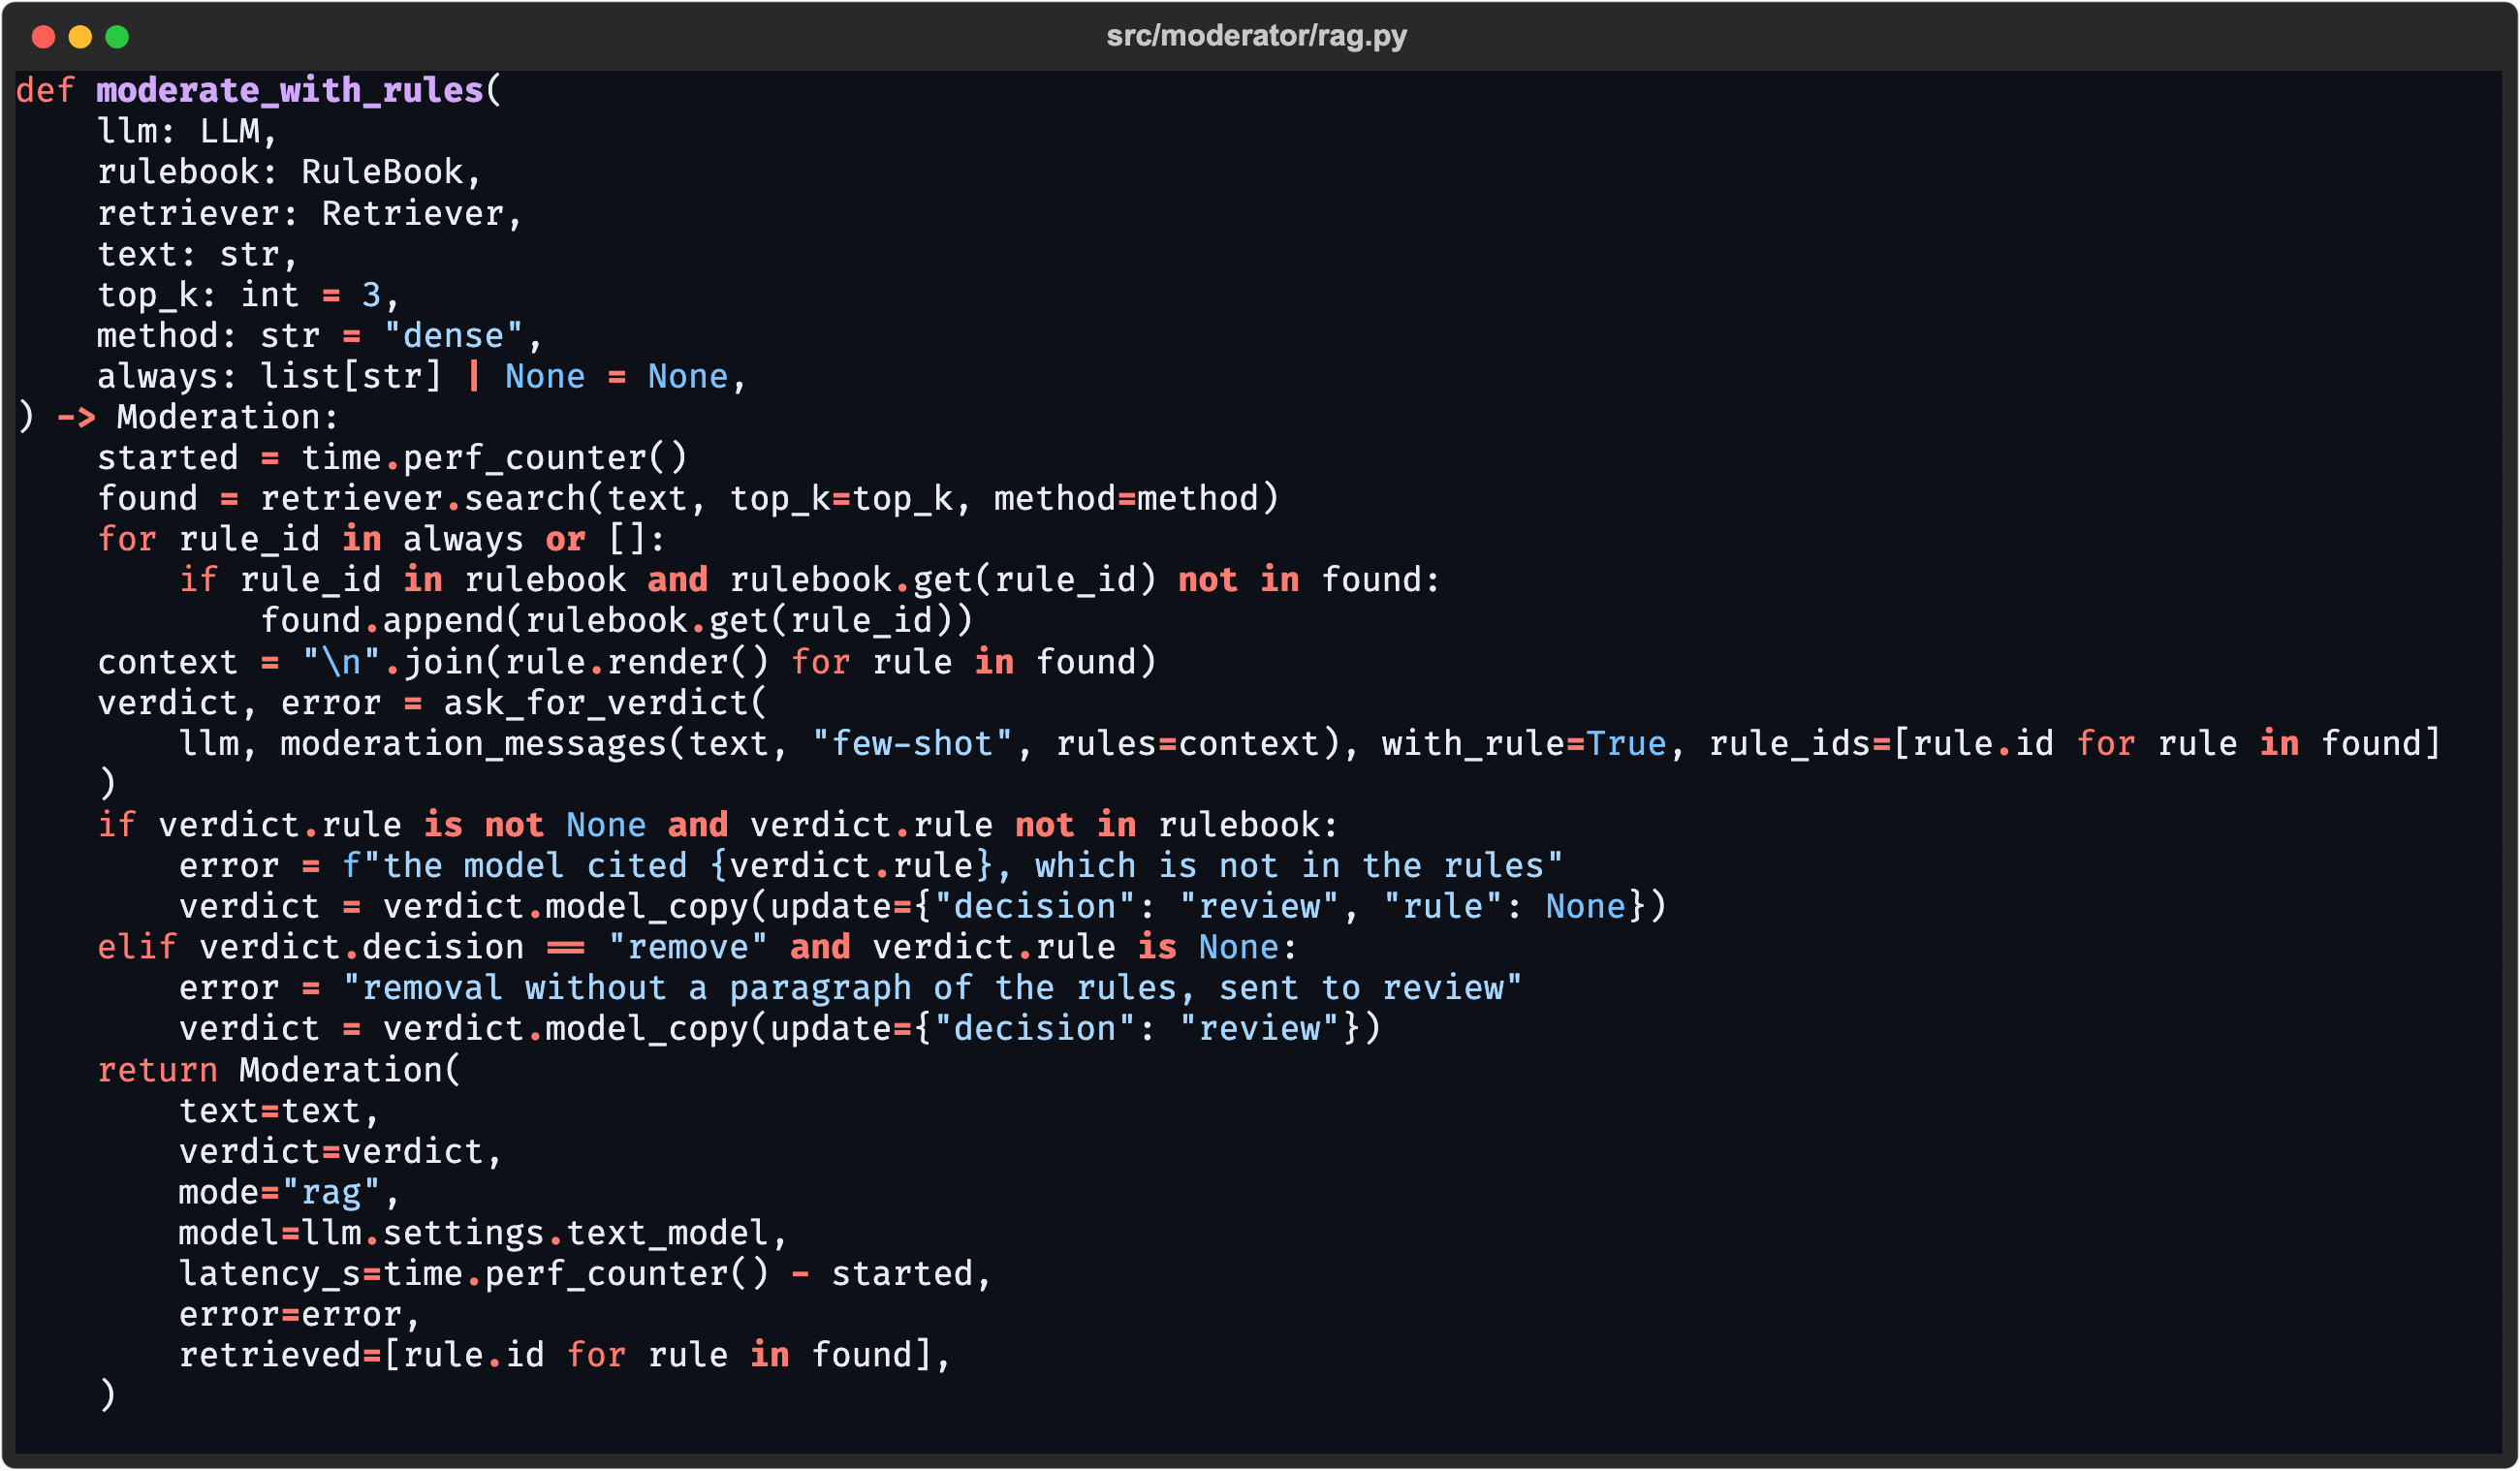 src/moderator/rag.py
def moderate_with_rules(
    llm: LLM,
    rulebook: RuleBook,
    retriever: Retriever,
    text: str,
    top_k: int = 3,
    method: str = "dense",
    always: list[str] | None = None,
) -> Moderation:
    started = time.perf_counter()
    found = retriever.search(text, top_k=top_k, method=method)
    for rule_id in always or []:
        if rule_id in rulebook and rulebook.get(rule_id) not in found:
            found.append(rulebook.get(rule_id))
    context = "\n".join(rule.render() for rule in found)
    verdict, error = ask_for_verdict(
        llm, moderation_messages(text, "few-shot", rules=context), with_rule=True, rule_ids=[rule.id for rule in found]
    )
    if verdict.rule is not None and verdict.rule not in rulebook:
        error = f"the model cited {verdict.rule}, which is not in the rules"
        verdict = verdict.model_copy(update={"decision": "review", "rule": None})
    elif verdict.decision == "remove" and verdict.rule is None:
        error = "removal without a paragraph of the rules, sent to review"
        verdict = verdict.model_copy(update={"decision": "review"})
    return Moderation(
        text=text,
        verdict=verdict,
        mode="rag",
        model=llm.settings.text_model,
        latency_s=time.perf_counter() - started,
        error=error,
        retrieved=[rule.id for rule in found],
    )